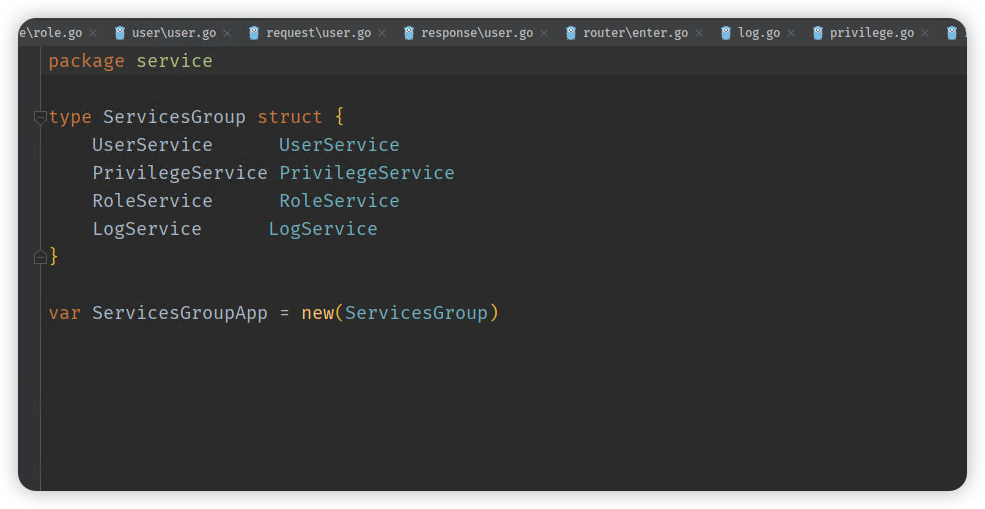 e\role.go user\user.go request\user.go response\user.go router\enter.go log.go privilege.go
package service
type ServicesGroup struct {
    UserService      UserService
    PrivilegeService PrivilegeService
    RoleService      RoleService
    LogService      LogService
}
var ServicesGroupApp = new(ServicesGroup)